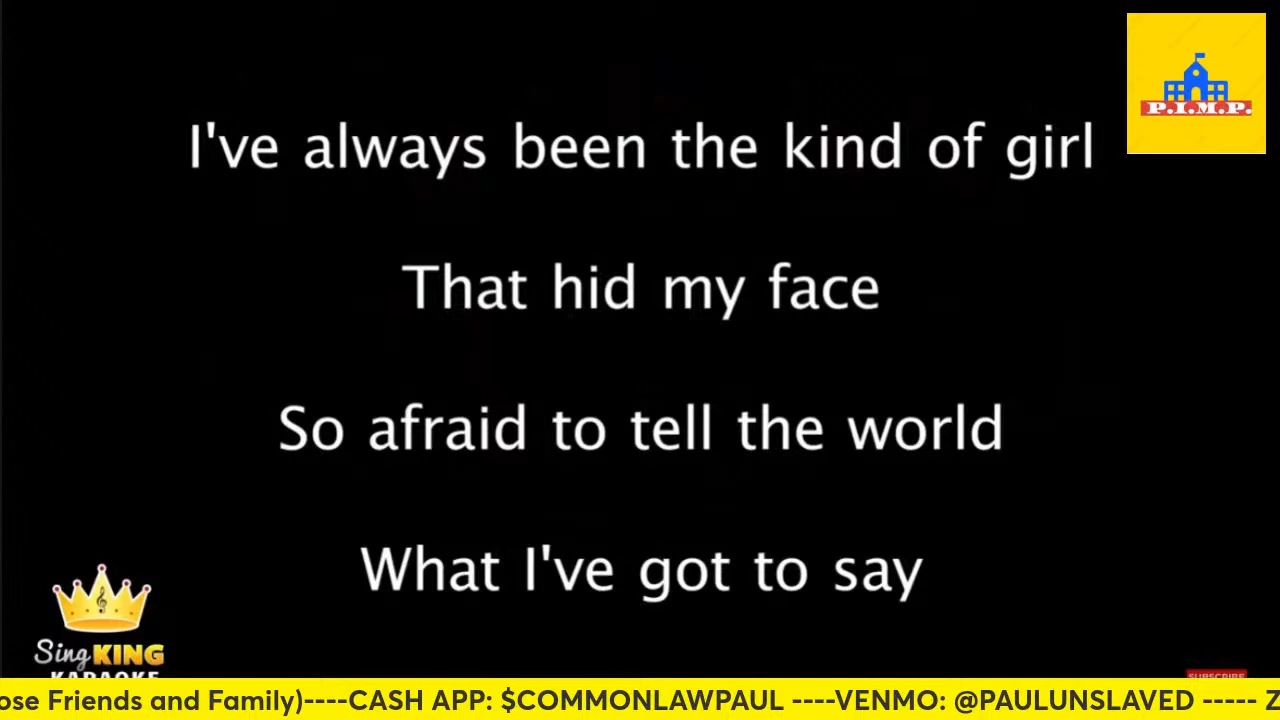 P.I.M.P.
I've always been the kind of girl
That hid my face
So afraid to tell the world
What I've got to say
Sing KING
KARAOKE
SUBSCRIBE
ose Friends and Family)----CASH APP: $COMMONLAWPAUL ----VENMO: @PAULUNSLAVED ----- Z